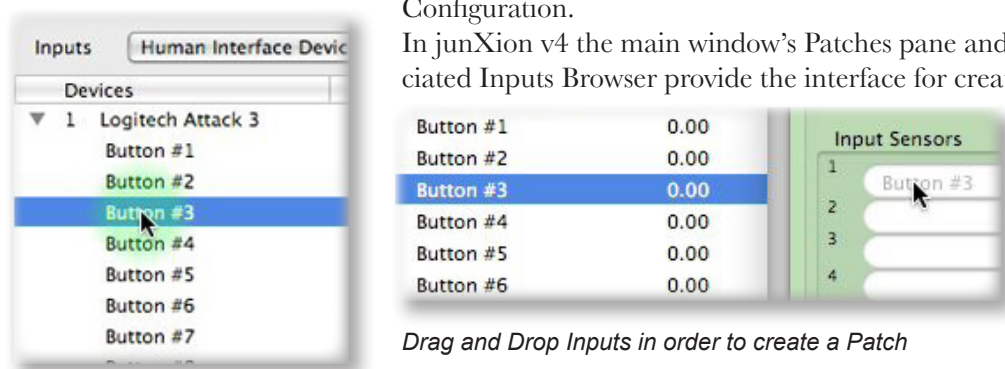 Inputs Human Interface Devic
Devices
1 Logitech Attack 3
Button #1
Button #2
Button #3
Button #4
Button #5
Button #6
Button #7
Configuration.
In junXion v4 the main window's Patches pane and
ciated Inputs Browser provide the interface for crea
Button #1 0.00
Button #2 0.00
Button #3 0.00
Button #4 0.00
Button #5 0.00
Button #6 0.00
Input Sensors
1 Button #3
2
3
4
Drag and Drop Inputs in order to create a Patch